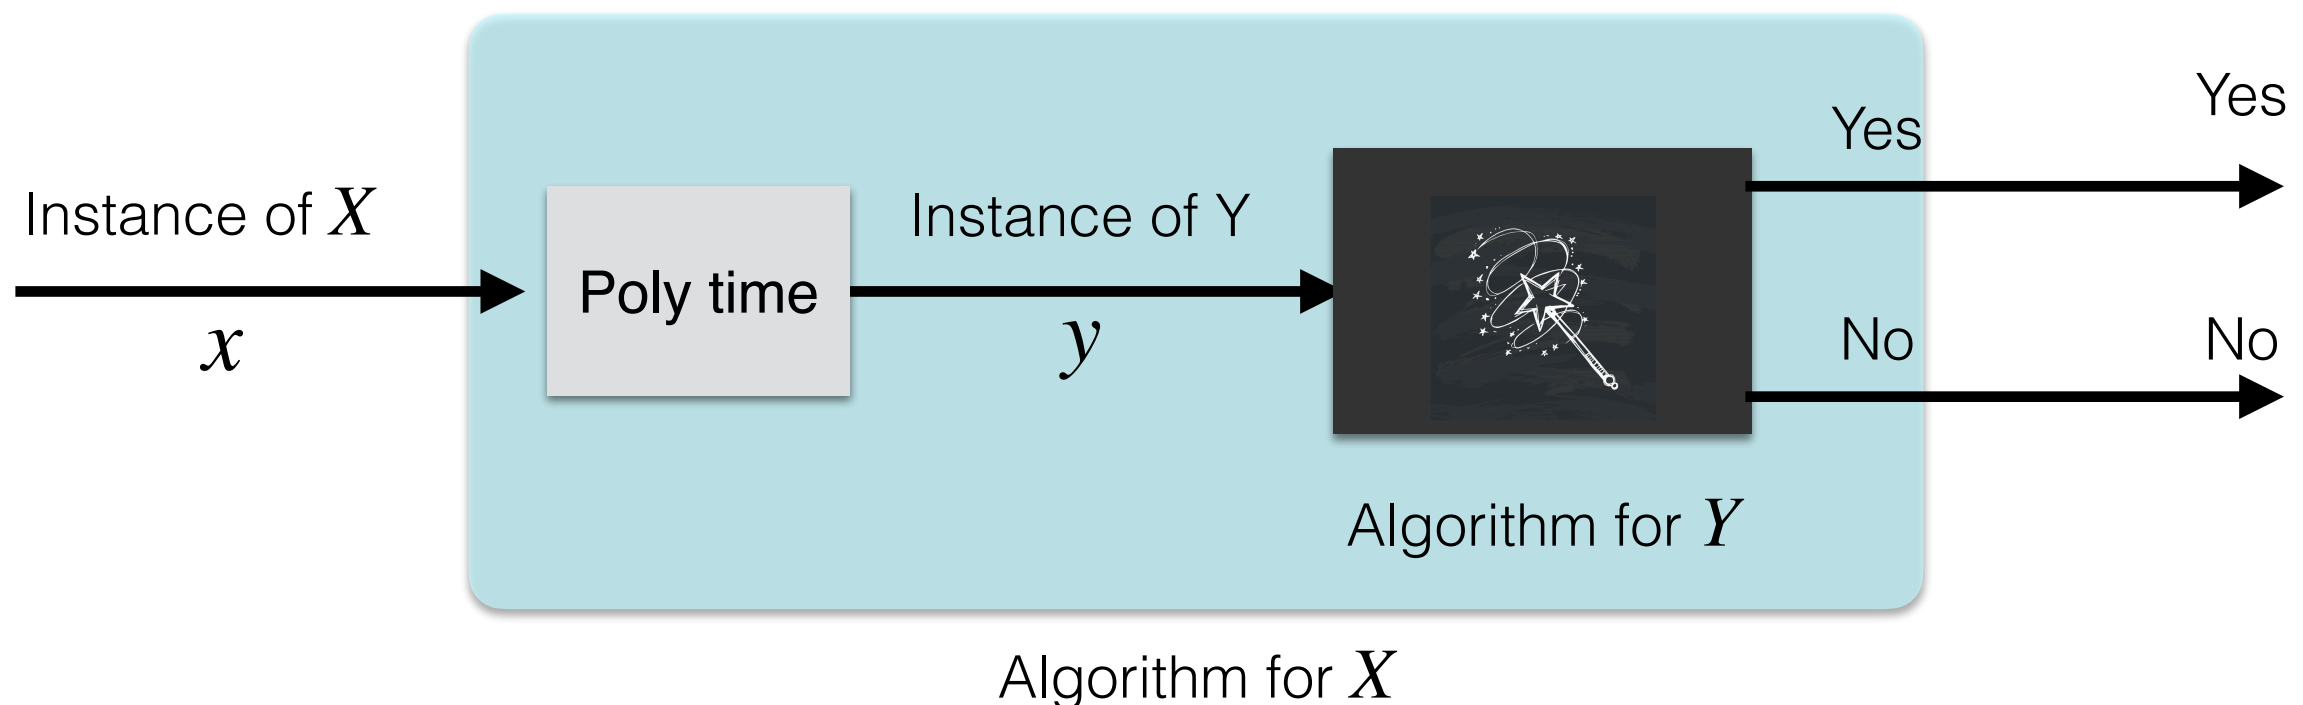 Yes
Yes
Instance of X
Instance of Y
Poly time
x
y
No
No
Algorithm for Y
Algorithm for X